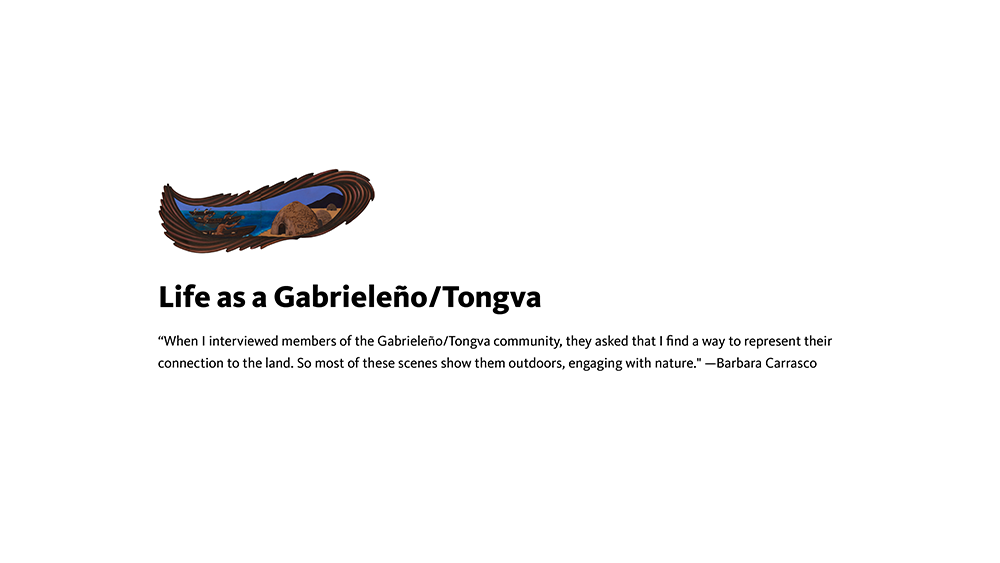 Life as a Gabrieleño/Tongva
“When I interviewed members of the Gabrieleño/Tongva community, they asked that I find a way to represent their
connection to the land. So most of these scenes show them outdoors, engaging with nature." —Barbara Carrasco